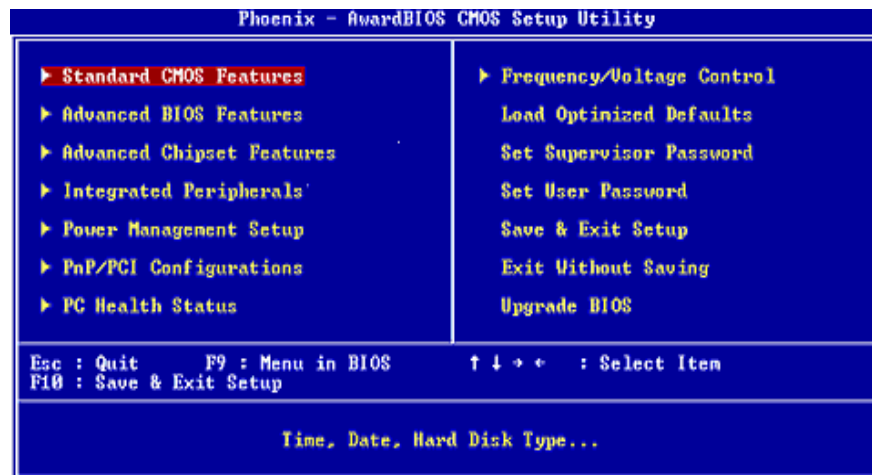 Phoenix - AwardBIOS CMOS Setup Utility
▶ Standard CMOS Features
▶ Advanced BIOS Features
▶ Advanced Chipset Features
▶ Integrated Peripherals
▶ Power Management Setup
▶ PnP/PCI Configurations
▶ PC Health Status
▶ Frequency/Voltage Control
Load Optimized Defaults
Set Supervisor Password
Set User Password
Save & Exit Setup
Exit Without Saving
Upgrade BIOS
Esc : Quit F9 : Menu in BIOS ↑ ↓ → ← : Select Item
F10 : Save & Exit Setup
Time, Date, Hard Disk Type...